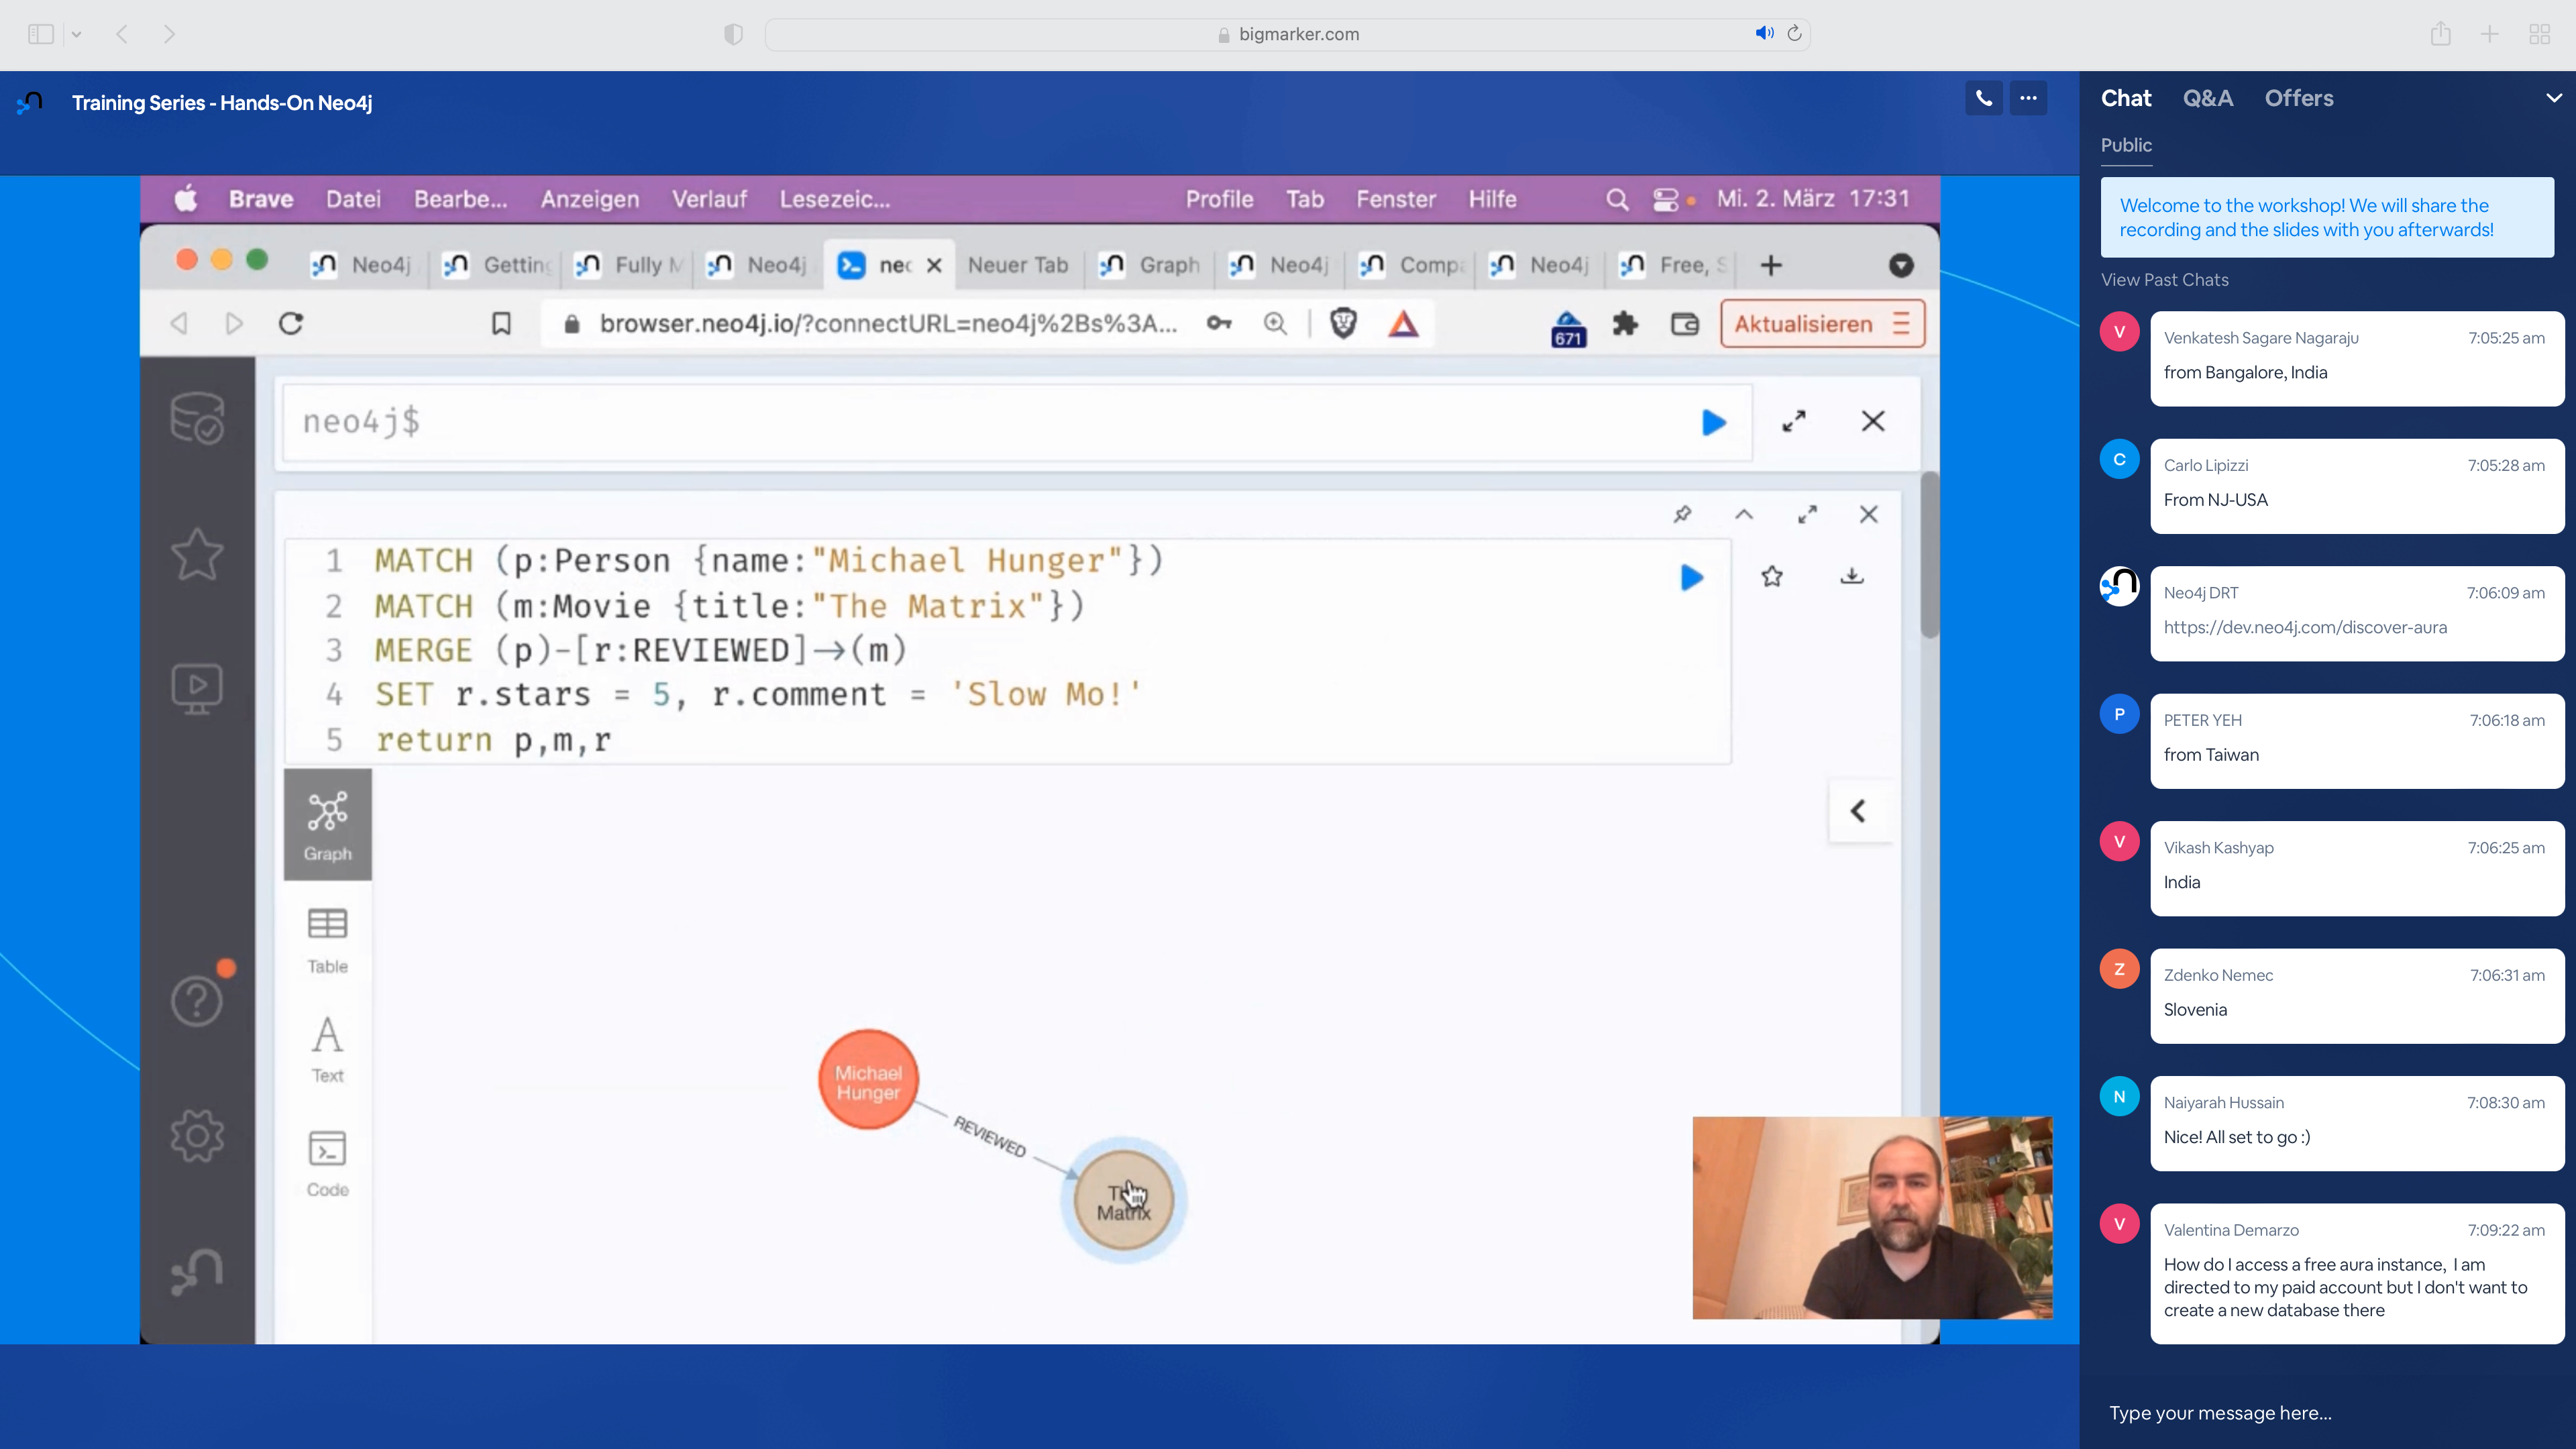 bigmarker.com
Training Series - Hands-On Neo4j
Brave Datei Bearbe... Anzeigen Verlauf Lesezeic... Profile Tab Fenster Hilfe Mi. 2. März 17:31
Neo4j Getting Fully M Neo4j neo Neuer Tab Graph Neo4j Compa Neo4j Free, S
browser.neo4j.io/?connectURL=neo4j%2Bs%3A... 671 Aktualisieren
neo4j$
1 MATCH (p:Person {name:"Michael Hunger"})
2 MATCH (m:Movie {title:"The Matrix"})
3 MERGE (p)-[r:REVIEWED]→(m)
4 SET r.stars = 5, r.comment = 'Slow Mo!'
5 return p,m,r
Graph
Table
Text
Code
Michael
Hunger
REVIEWED
Matrix
Chat Q&A Offers
Public
Welcome to the workshop! We will share the
recording and the slides with you afterwards!
View Past Chats
V
Venkatesh Sagare Nagaraju 7:05:25 am
from Bangalore, India
C
Carlo Lipizzi 7:05:28 am
From NJ-USA
Neo4j DRT 7:06:09 am
https://dev.neo4j.com/discover-aura
P
PETER YEH 7:06:18 am
from Taiwan
V
Vikash Kashyap 7:06:25 am
India
Z
Zdenko Nemec 7:06:31 am
Slovenia
N
Naiyarah Hussain 7:08:30 am
Nice! All set to go :)
V
Valentina Demarzo 7:09:22 am
How do I access a free aura instance, I am
directed to my paid account but I don't want to
create a new database there
Type your message here...